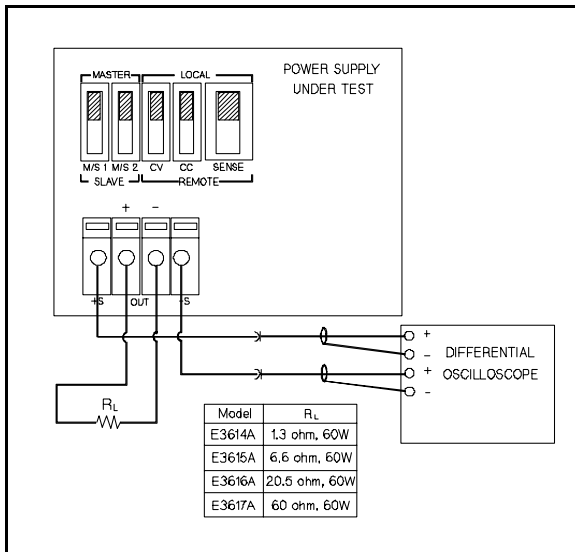 POWER SUPPLY
UNDER TEST
MASTER LOCAL
M/S 1 M/S 2 CV CC SENSE
SLAVE REMOTE
+ −
+S OUT -S
+
−
+
−
DIFFERENTIAL
OSCILLOSCOPE
RL
Model RL
E3614A 1.3 ohm, 60W
E3615A 6.6 ohm, 60W
E3616A 20.5 ohm, 60W
E3617A 60 ohm, 60W